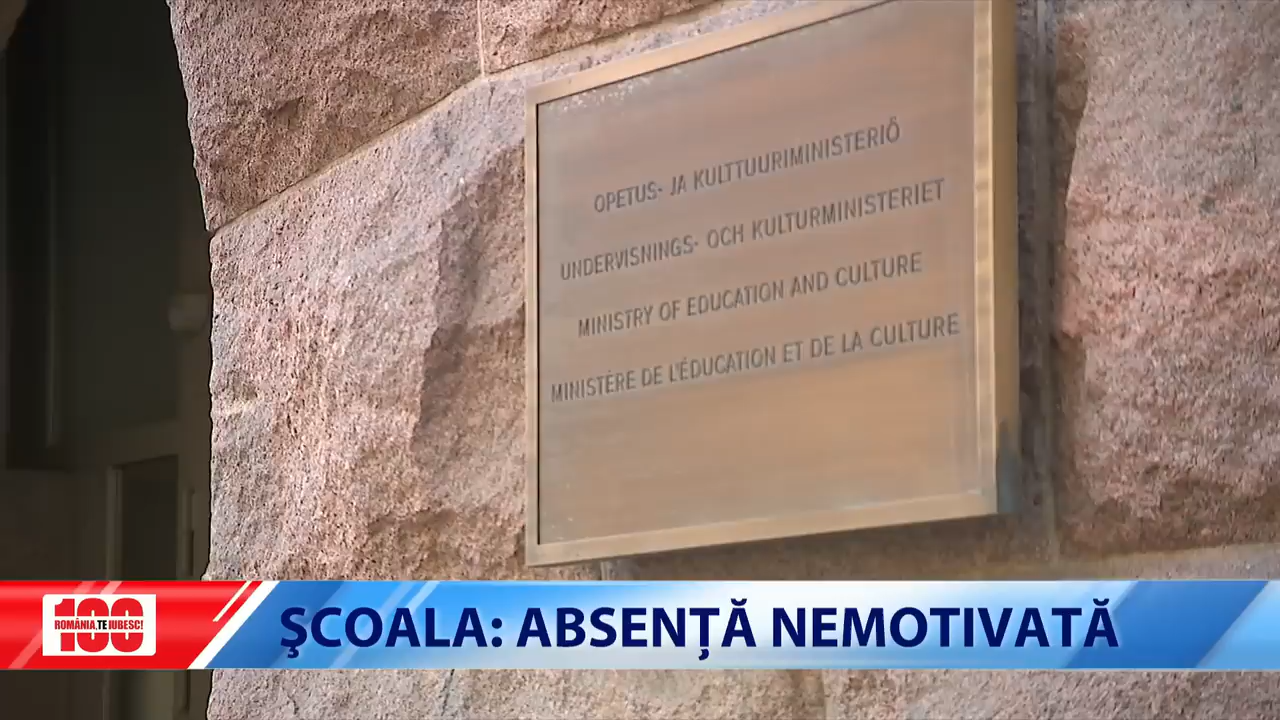 OPETUS- JA KULTTUURIMINISTERIÖ
UNDERVISNINGS- OCH KULTURMINISTERIET
MINISTRY OF EDUCATION AND CULTURE
MINISTÈRE DE L'ÉDUCATION ET DE LA CULTURE
100
ROMÂNIA,TE IUBESC!
ŞCOALA: ABSENŢĂ NEMOTIVATĂ